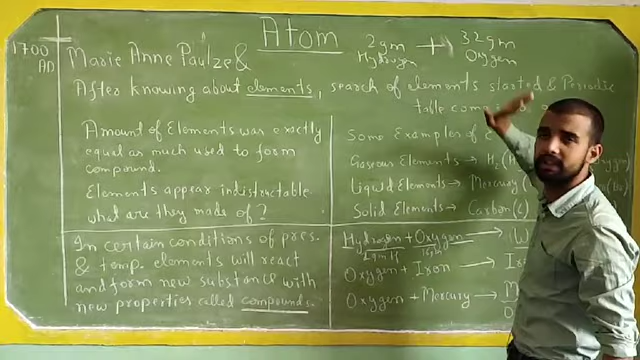 Atom
2gm + 32gm
Hydrogen Oxygen
1700
AD
Marie Anne Paulze &
After knowing about elements, search of elements started & Periodic
table
Amount of Elements was exactly
equal as much used to form
compound.
Elements appear indistructable
what are they made of?
Some Examples of
Gaseous Elements → H2
Liquid Elements → Mercury
Solid Elements → Carbon(C)
In certain conditions of pres.
& temp. elements will react
and form new substance with
new properties called compounds.
Hydrogen + Oxygen →
Oxygen + Iron →
Oxygen + Mercury →